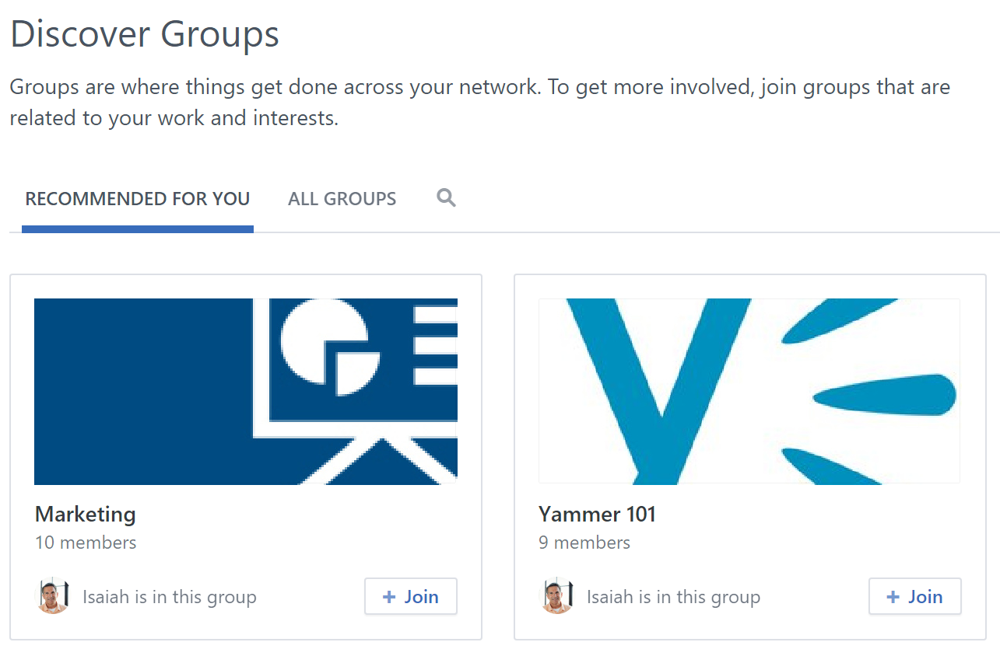 Discover Groups
Groups are where things get done across your network. To get more involved, join groups that are
related to your work and interests.
RECOMMENDED FOR YOU ALL GROUPS
Marketing
10 members
Isaiah is in this group + Join
Yammer 101
9 members
Isaiah is in this group + Join